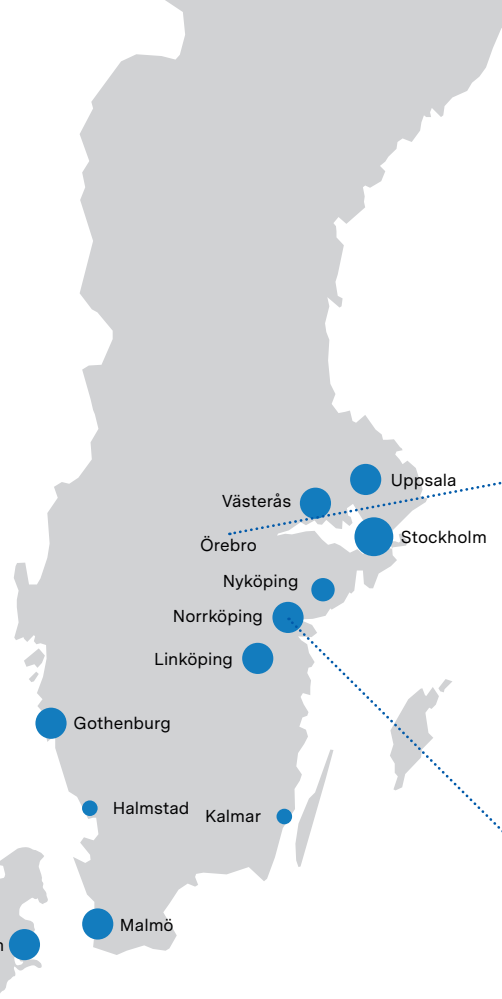 Uppsala
Västerås
Stockholm
Örebro
Nyköping
Norrköping
Linköping
Gothenburg
Halmstad
Kalmar
Malmö